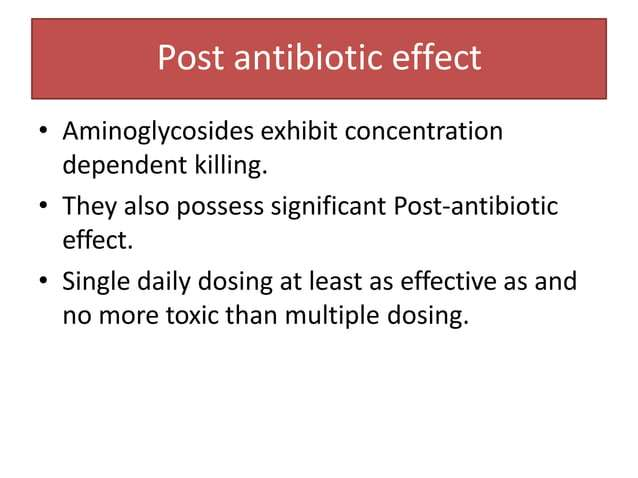 Post antibiotic effect
• Aminoglycosides exhibit concentration
dependent killing.
• They also possess significant Post-antibiotic
effect.
• Single daily dosing at least as effective as and
no more toxic than multiple dosing.